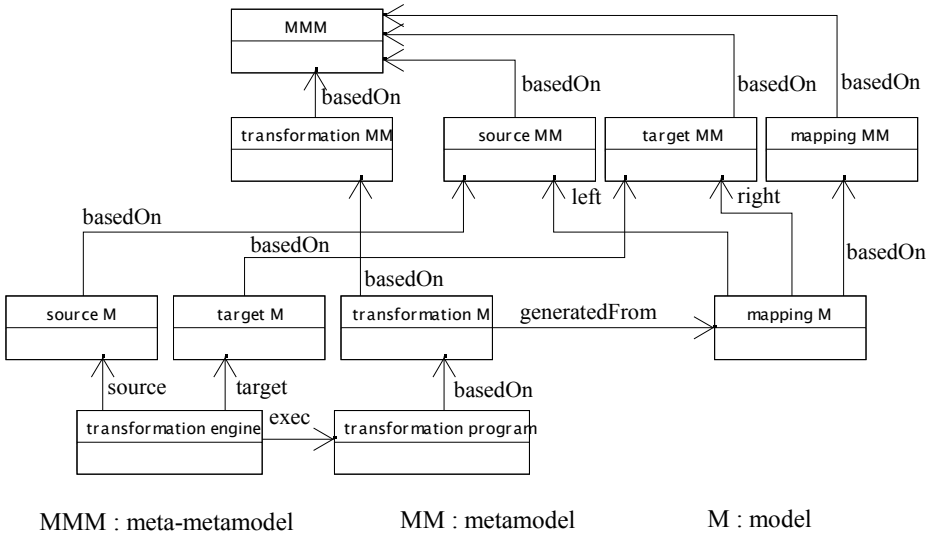 MMM
basedOn
basedOn
basedOn
basedOn
transformation MM
source MM
target MM
mapping MM
left
right
basedOn
basedOn
basedOn
basedOn
source M
target M
transformation M
generatedFrom
mapping M
source
target
basedOn
transformation engine
exec
transformation program
MMM : meta-metamodel
MM : metamodel
M : model